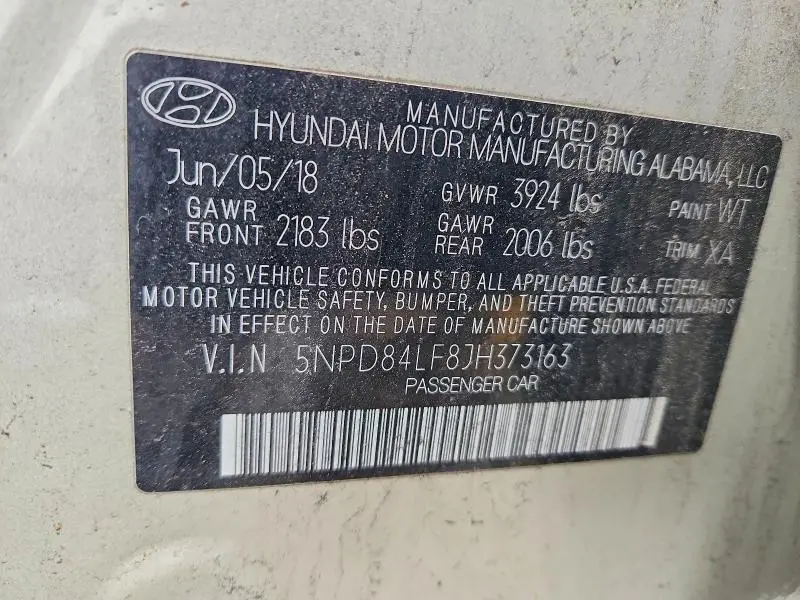 MANUFACTURED BY
HYUNDAI MOTOR MANUFACTURING ALABAMA, LLC
Jun/05/18 GVWR 3924 lbs PAINT WT
GAWR FRONT 2183 lbs GAWR REAR 2006 lbs TRIM XA
THIS VEHICLE CONFORMS TO ALL APPLICABLE U.S.A. FEDERAL
MOTOR VEHICLE SAFETY, BUMPER, AND THEFT PREVENTION STANDARDS
IN EFFECT ON THE DATE OF MANUFACTURE SHOWN ABOVE.
V.I.N 5NPD84LF8JH373163
PASSENGER CAR